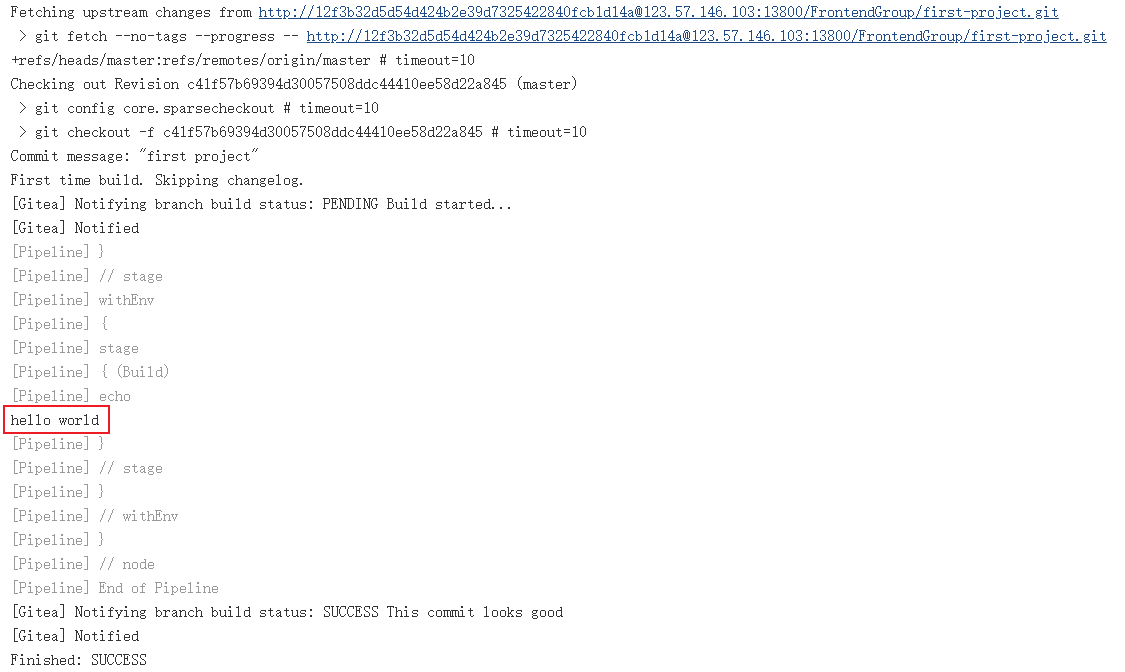 Fetching upstream changes from http://12f3b32d5d54d424b2e39d7325422840fcb1d14a@123.57.146.103:13800/FrontendGroup/first-project.git
> git fetch --no-tags --progress -- http://12f3b32d5d54d424b2e39d7325422840fcb1d14a@123.57.146.103:13800/FrontendGroup/first-project.git
+refs/heads/master:refs/remotes/origin/master # timeout=10
Checking out Revision c41f57b69394d30057508ddc44410ee58d22a845 (master)
> git config core.sparsecheckout # timeout=10
> git checkout -f c41f57b69394d30057508ddc44410ee58d22a845 # timeout=10
Commit message: "first project"
First time build. Skipping changelog.
[Gitea] Notifying branch build status: PENDING Build started...
[Gitea] Notified
[Pipeline] }
[Pipeline] // stage
[Pipeline] withEnv
[Pipeline] {
[Pipeline] stage
[Pipeline] { (Build)
[Pipeline] echo
hello world
[Pipeline] }
[Pipeline] // stage
[Pipeline] }
[Pipeline] // withEnv
[Pipeline] }
[Pipeline] // node
[Pipeline] End of Pipeline
[Gitea] Notifying branch build status: SUCCESS This commit looks good
[Gitea] Notified
Finished: SUCCESS